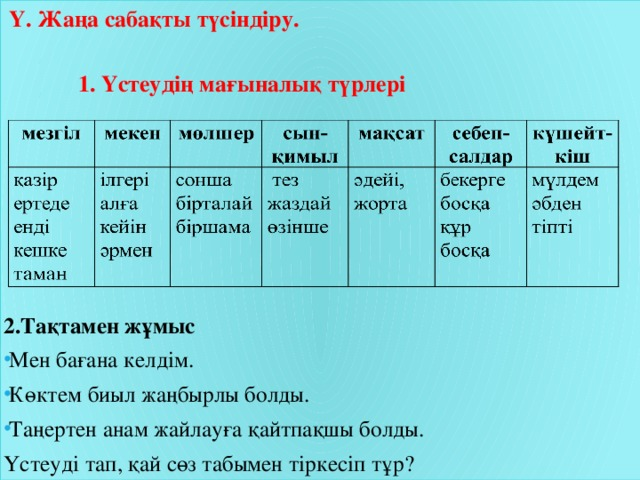 Ү. Жаңа сабақты түсіндіру.
1. Үстеудің мағыналық түрлері
мезгіл мекен мөлшер сын-қимыл мақсат себеп-салдар күшейт-кіш
қазір ілгері сонша тез әдейі, бекерге мүлдем
ертеде алға бірталай жаздай жорта босқа әбден
енді кейін біршама өзінше құр тіпті
кешке әрмен босқа
таман
2.Тақтамен жұмыс
•Мен бағана келдім.
•Көктем биыл жаңбырлы болды.
•Таңертен анам жайлауға қайтпақшы болды.
Үстеуді тап, қай сөз табымен тіркесіп тұр?